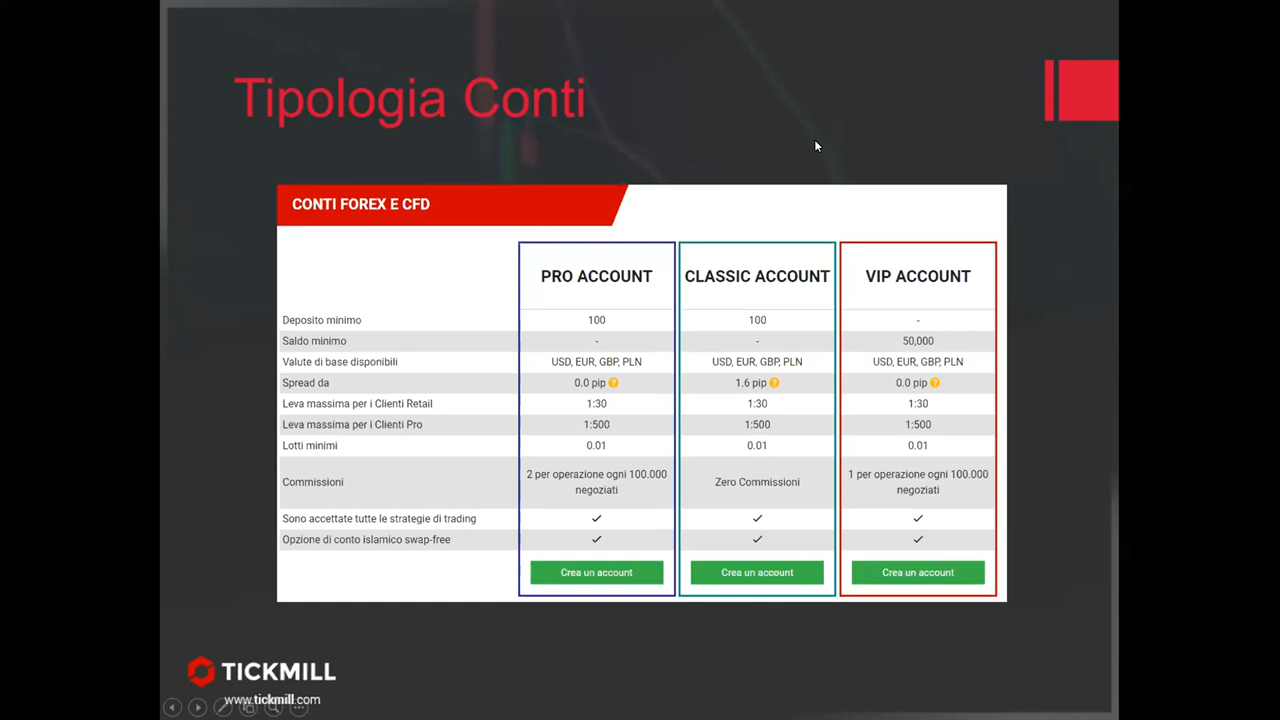 Tipologia Conti
CONTI FOREX E CFD
PRO ACCOUNT CLASSIC ACCOUNT VIP ACCOUNT
Deposito minimo 100 100 -
Saldo minimo - - 50,000
Valute di base disponibili USD, EUR, GBP, PLN USD, EUR, GBP, PLN USD, EUR, GBP, PLN
Spread da 0.0 pip ? 1.6 pip ? 0.0 pip ?
Leva massima per i Clienti Retail 1:30 1:30 1:30
Leva massima per i Clienti Pro 1:500 1:500 1:500
Lotti minimi 0.01 0.01 0.01
Commissioni 2 per operazione ogni 100.000 negoziati Zero Commissioni 1 per operazione ogni 100.000 negoziati
Sono accettate tutte le strategie di trading ✓ ✓ ✓
Opzione di conto islamico swap-free ✓ ✓ ✓
Crea un account Crea un account Crea un account
TICKMILL
www.tickmill.com